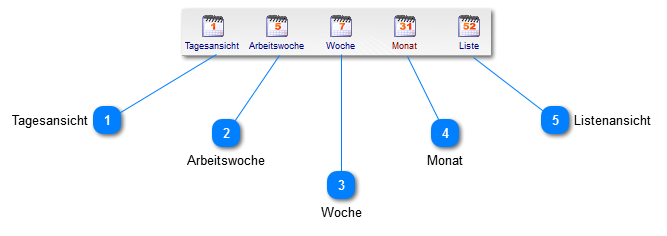 1 5 7 31 52
Tagesansicht Arbeitswoche Woche Monat Liste
Tagesansicht 1
2
Arbeitswoche
3
Woche
4
Monat
5 Listenansicht